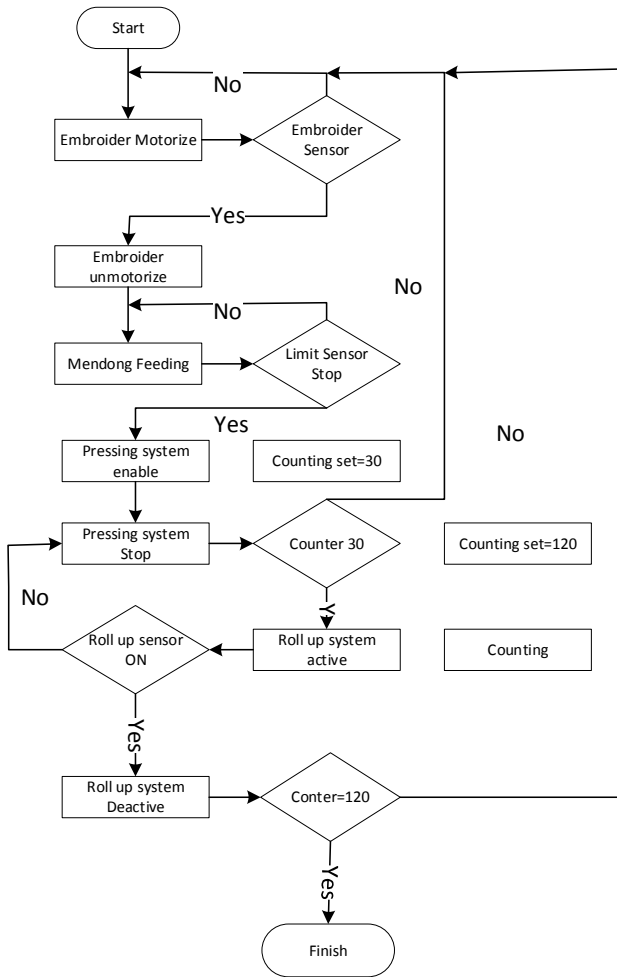 Start
No
Embroider Motorize
Embroider
Sensor
Yes
Embroider
unmotorize
No
No
Mendong Feeding
Limit Sensor
Stop
Yes
No
Pressing system
enable
Counting set=30
Pressing system
Stop
Counter 30
Counting set=120
No
Y
Roll up sensor
ON
Roll up system
active
Counting
Yes
Roll up system
Deactive
Conter=120
Yes
Finish